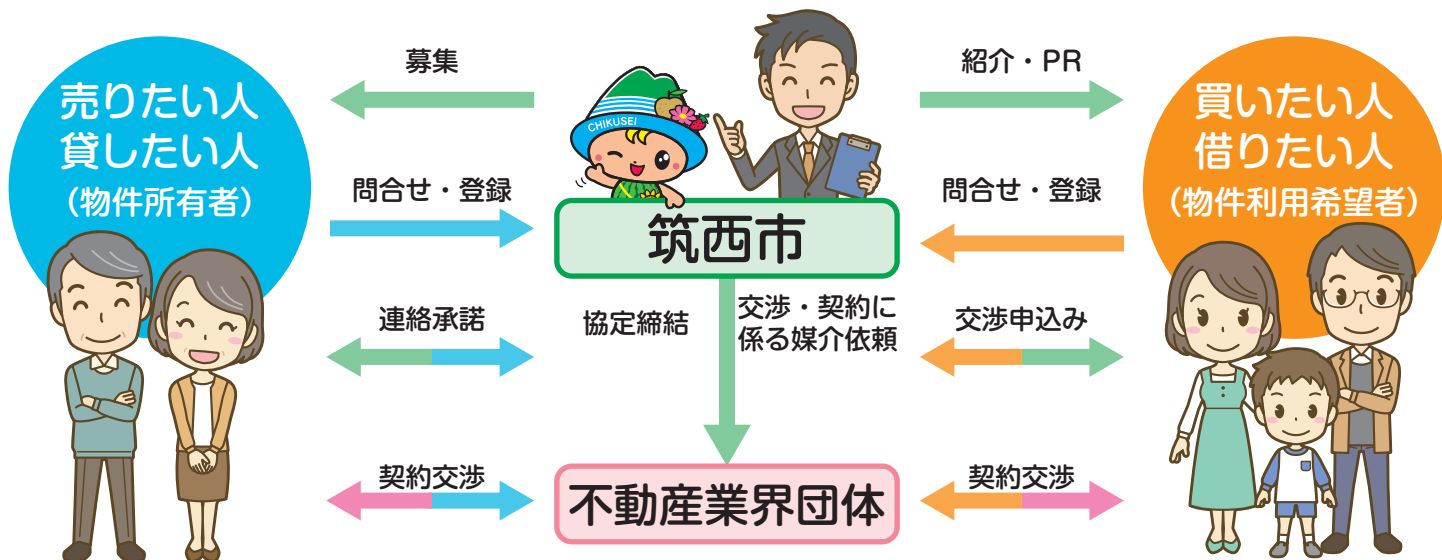 売りたい人
貸したい人
（物件所有者）
募集
問合せ・登録
連絡承諾
契約交渉
CHIKUSEI
筑西市
協定締結
交渉・契約に
係る媒介依頼
不動産業界団体
紹介・PR
問合せ・登録
交渉申込み
契約交渉
買いたい人
借りたい人
（物件利用希望者）